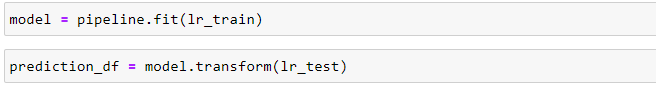 model = pipeline.fit(lr_train)
prediction_df = model.transform(lr_test)